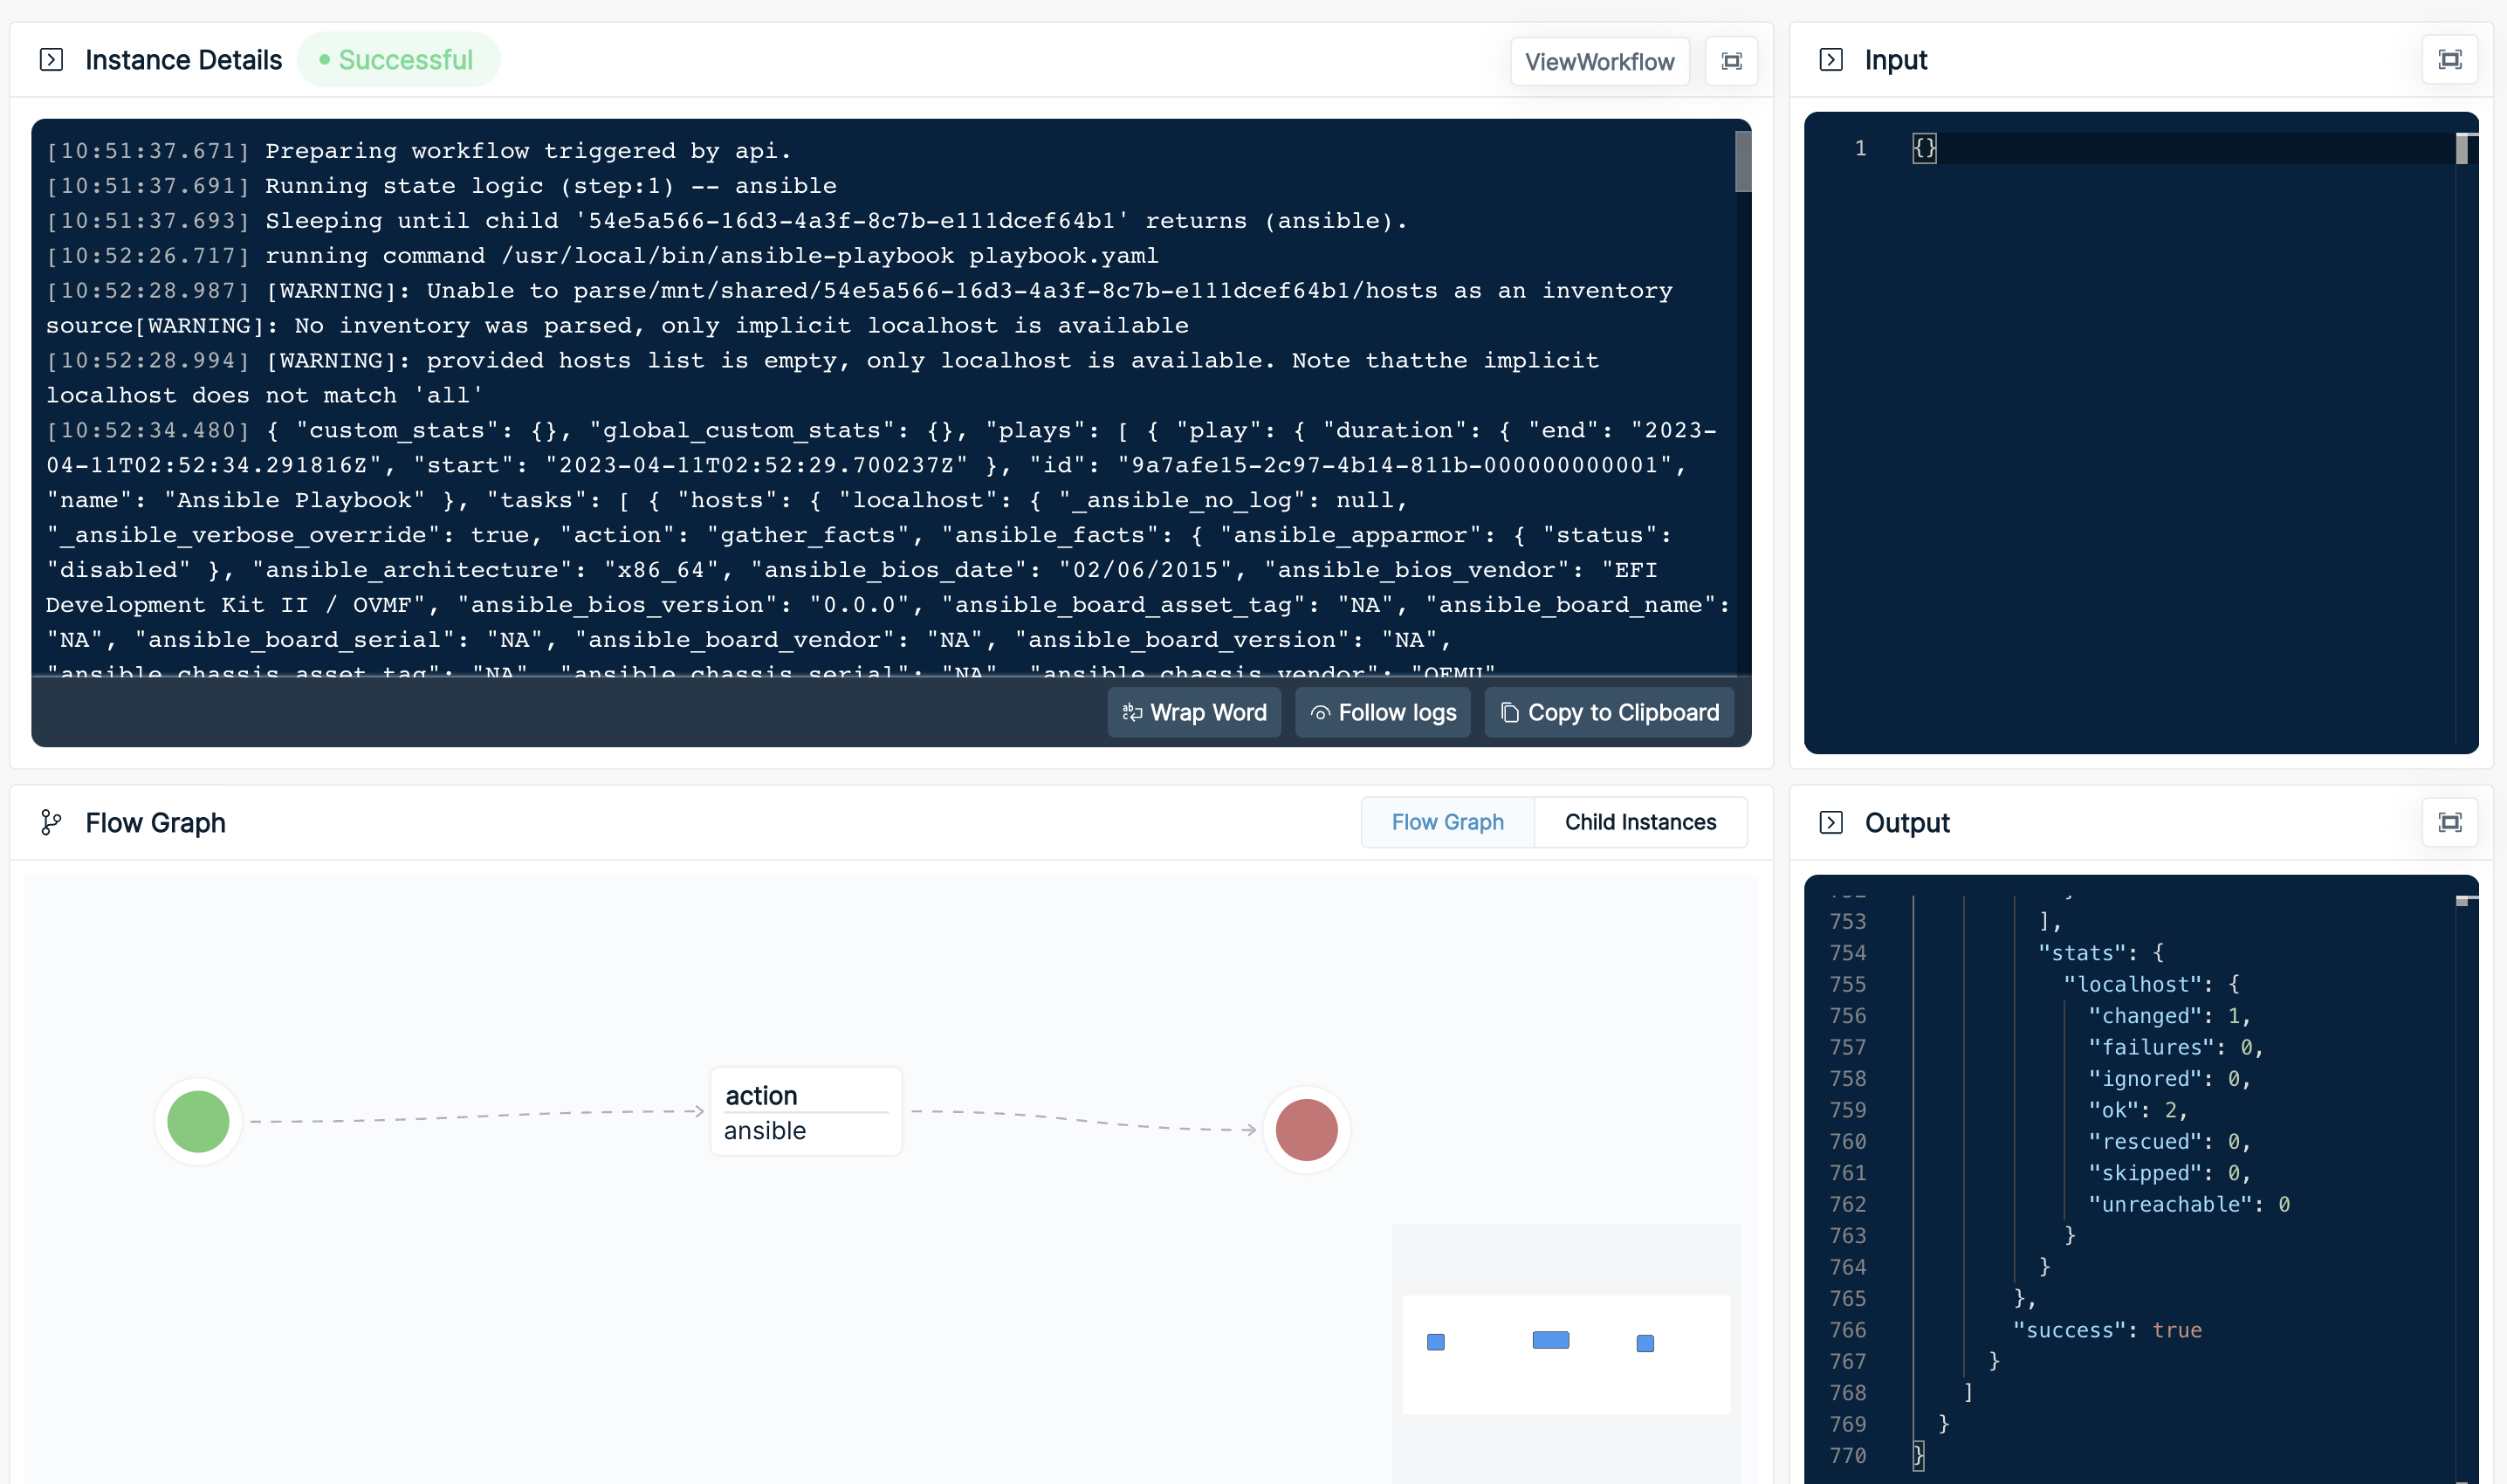 Instance Details
Successful
ViewWorkflow
[10:51:37.671] Preparing workflow triggered by api.
[10:51:37.691] Running state logic (step:1) -- ansible
[10:51:37.693] Sleeping until child '54e5a566-16d3-4a3f-8c7b-e111dcef64b1' returns (ansible).
[10:52:26.717] running command /usr/local/bin/ansible-playbook playbook.yaml
[10:52:28.987] [WARNING]: Unable to parse/mnt/shared/54e5a566-16d3-4a3f-8c7b-e111dcef64b1/hosts as an inventory
source[WARNING]: No inventory was parsed, only implicit localhost is available
[10:52:28.994] [WARNING]: provided hosts list is empty, only localhost is available. Note thatthe implicit
localhost does not match 'all'
[10:52:34.480] { "custom_stats": {}, "global_custom_stats": {}, "plays": [ { "play": { "duration": { "end": "2023-
04-11T02:52:34.291816Z", "start": "2023-04-11T02:52:29.700237Z" }, "id": "9a7afe15-2c97-4b14-811b-000000000001",
"name": "Ansible Playbook" }, "tasks": [ { "hosts": { "localhost": { "_ansible_no_log": null,
"_ansible_verbose_override": true, "action": "gather_facts", "ansible_facts": { "ansible_apparmor": { "status":
"disabled" }, "ansible_architecture": "x86_64", "ansible_bios_date": "02/06/2015", "ansible_bios_vendor": "EFI
Development Kit II / OVMF", "ansible_bios_version": "0.0.0", "ansible_board_asset_tag": "NA", "ansible_board_name":
"NA", "ansible_board_serial": "NA", "ansible_board_vendor": "NA", "ansible_board_version": "NA",
"ansible_chassis_asset_tag": "NA", "ansible_chassis_serial": "NA", "ansible_chassis_vendor": "QEMU",
Wrap Word
Follow logs
Copy to Clipboard
Input
1 {}
Flow Graph
Flow Graph
Child Instances
action
ansible
Output
753 ],
754 "stats": {
755 "localhost": {
756 "changed": 1,
757 "failures": 0,
758 "ignored": 0,
759 "ok": 2,
760 "rescued": 0,
761 "skipped": 0,
762 "unreachable": 0
763 }
764 }
765 },
766 "success": true
767 }
768 ]
769 }
770 }